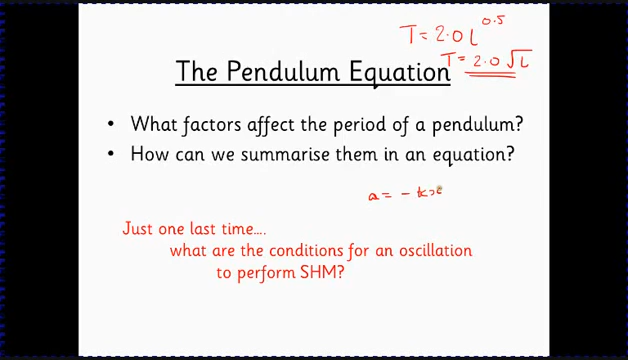 T = 2.0 L^0.5
T = 2.0 √L
The Pendulum Equation
• What factors affect the period of a pendulum?
• How can we summarise them in an equation?
a = - kx
Just one last time....
what are the conditions for an oscillation
to perform SHM?